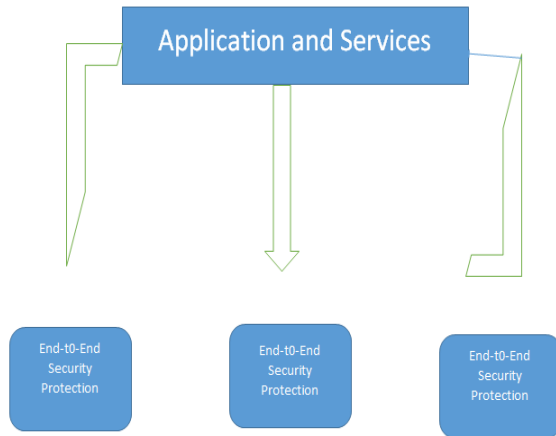 Application and Services
End-t0-End
Security
Protection
End-t0-End
Security
Protection
End-t0-End
Security
Protection